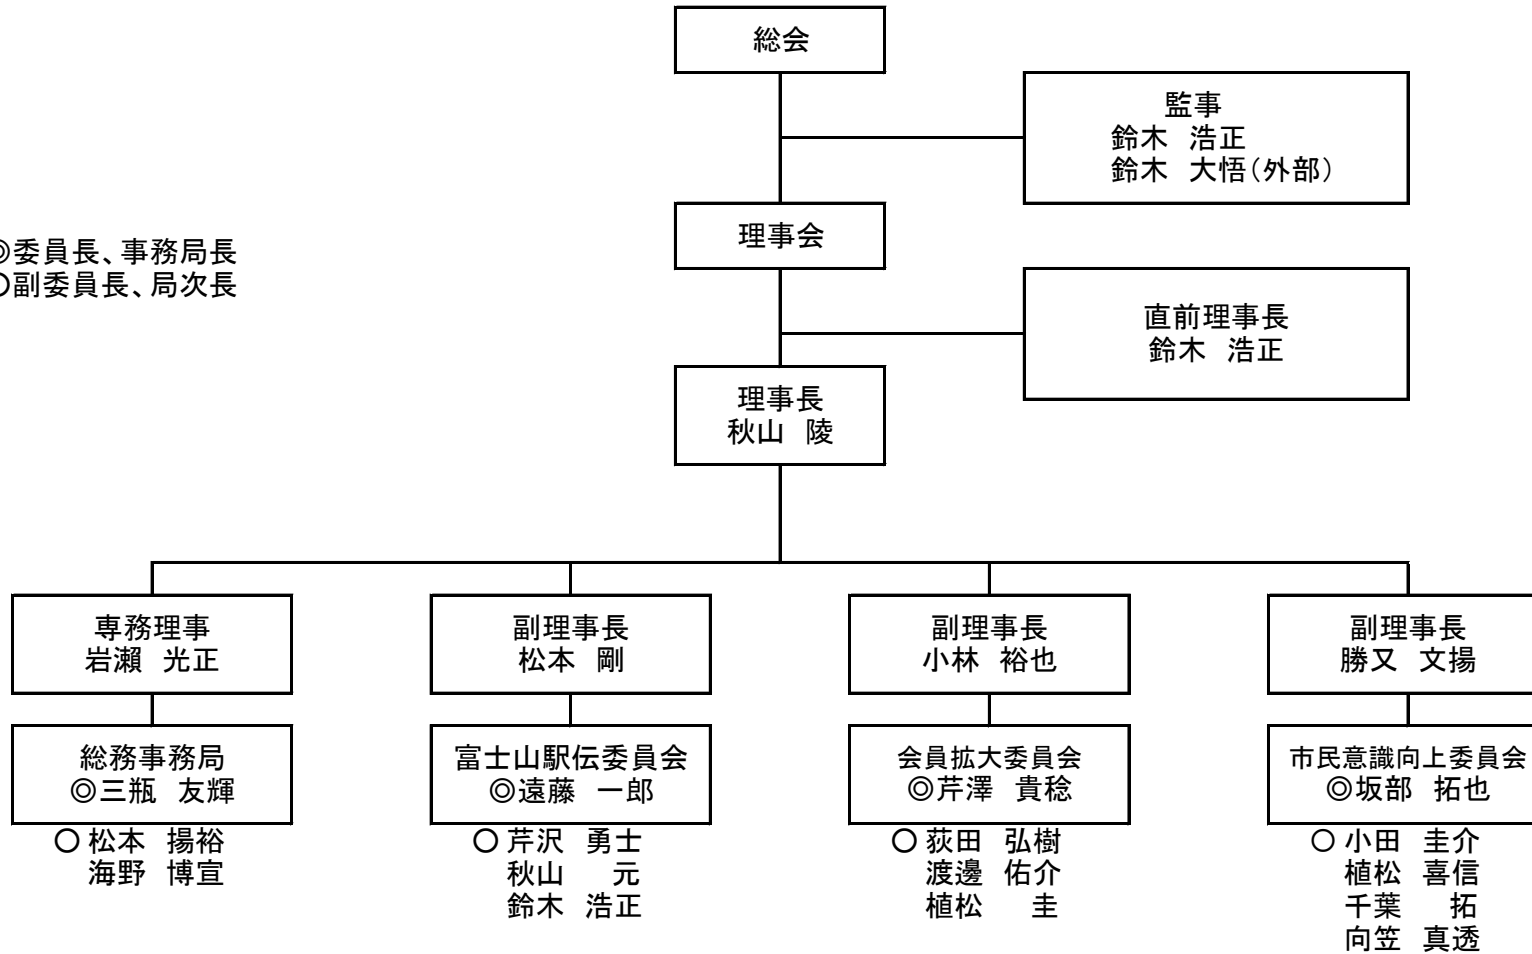 総会
監事
鈴木 浩正
鈴木 大悟(外部)
理事会
◎委員長、事務局長
○副委員長、局次長
直前理事長
鈴木 浩正
理事長
秋山 陵
専務理事
岩瀨 光正
副理事長
松本 剛
副理事長
小林 裕也
副理事長
勝又 文揚
総務事務局
◎三瓶 友輝
○ 松本 揚裕
海野 博宣
富士山駅伝委員会
◎遠藤 一郎
○ 芹沢 勇士
秋山 元
鈴木 浩正
会員拡大委員会
◎芹澤 貴稔
○ 荻田 弘樹
渡邊 佑介
植松 圭
市民意識向上委員会
◎坂部 拓也
○ 小田 圭介
植松 喜信
千葉 拓
向笠 真透